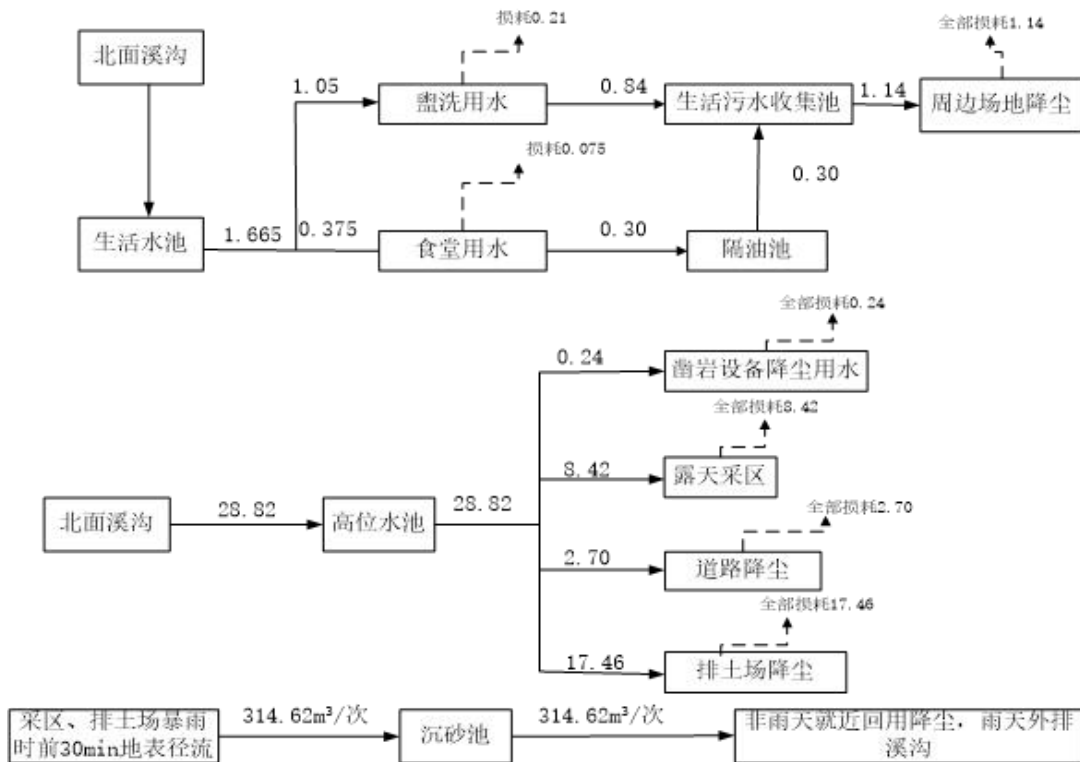 损耗0.21
全部损耗1.14
北面溪沟
1.05
盥洗用水
0.84
生活污水收集池
1.14
周边场地降尘
损耗0.075
0.30
生活水池
1.665
0.375
食堂用水
0.30
隔油池
全部损耗0.24
0.24
凿岩设备降尘用水
全部损耗8.42
8.42
露天采区
北面溪沟
28.82
高位水池
28.82
全部损耗2.70
2.70
道路降尘
全部损耗17.46
17.46
排土场降尘
采区、排土场暴雨
时前30min地表径流
314.62m³/次
沉砂池
314.62m³/次
非雨天就近回用降尘，雨天外排
溪沟